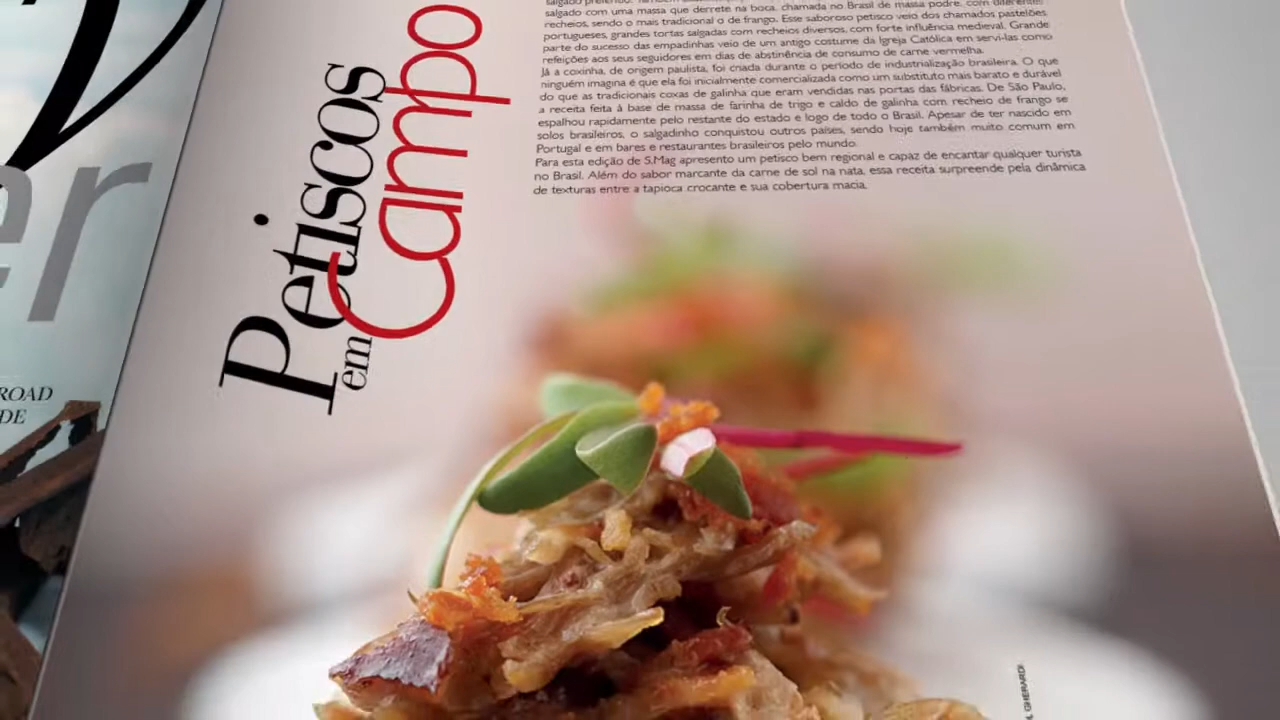 er
ROAD
DE
Petiscos
em
Campo
salgado com uma massa que derrete na boca, chamada no Brasil de massa podre, com diferentes
recheios, sendo o mais tradicional o de frango. Esse saboroso petisco veio dos chamados pastelões
portugueses, grandes tortas salgadas com recheios diversos, com forte influência medieval. Grande
parte do sucesso das empadinhas veio de um antigo costume da Igreja Católica em servi-las como
refeições aos seus seguidores em dias de abstinência de consumo de carne vermelha.
Já a coxinha, de origem paulista, foi criada durante o período de industrialização brasileira. O que
ninguém imagina é que ela foi inicialmente comercializada como um substituto mais barato e durável
do que as tradicionais coxas de galinha que eram vendidas nas portas das fábricas. De São Paulo,
a receita feita à base de massa de farinha de trigo e caldo de galinha com recheio de frango se
espalhou rapidamente pelo restante do estado e logo de todo o Brasil. Apesar de ter nascido em
solos brasileiros, o salgadinho conquistou outros países, sendo hoje também muito comum em
Portugal e em bares e restaurantes brasileiros pelo mundo.
Para esta edição de S.Mag apresento um petisco bem regional e capaz de encantar qualquer turista
no Brasil. Além do sabor marcante da carne de sol na nata, essa receita surpreende pela dinâmica
de texturas entre a tapioca crocante e sua cobertura macia.
GHERARDI